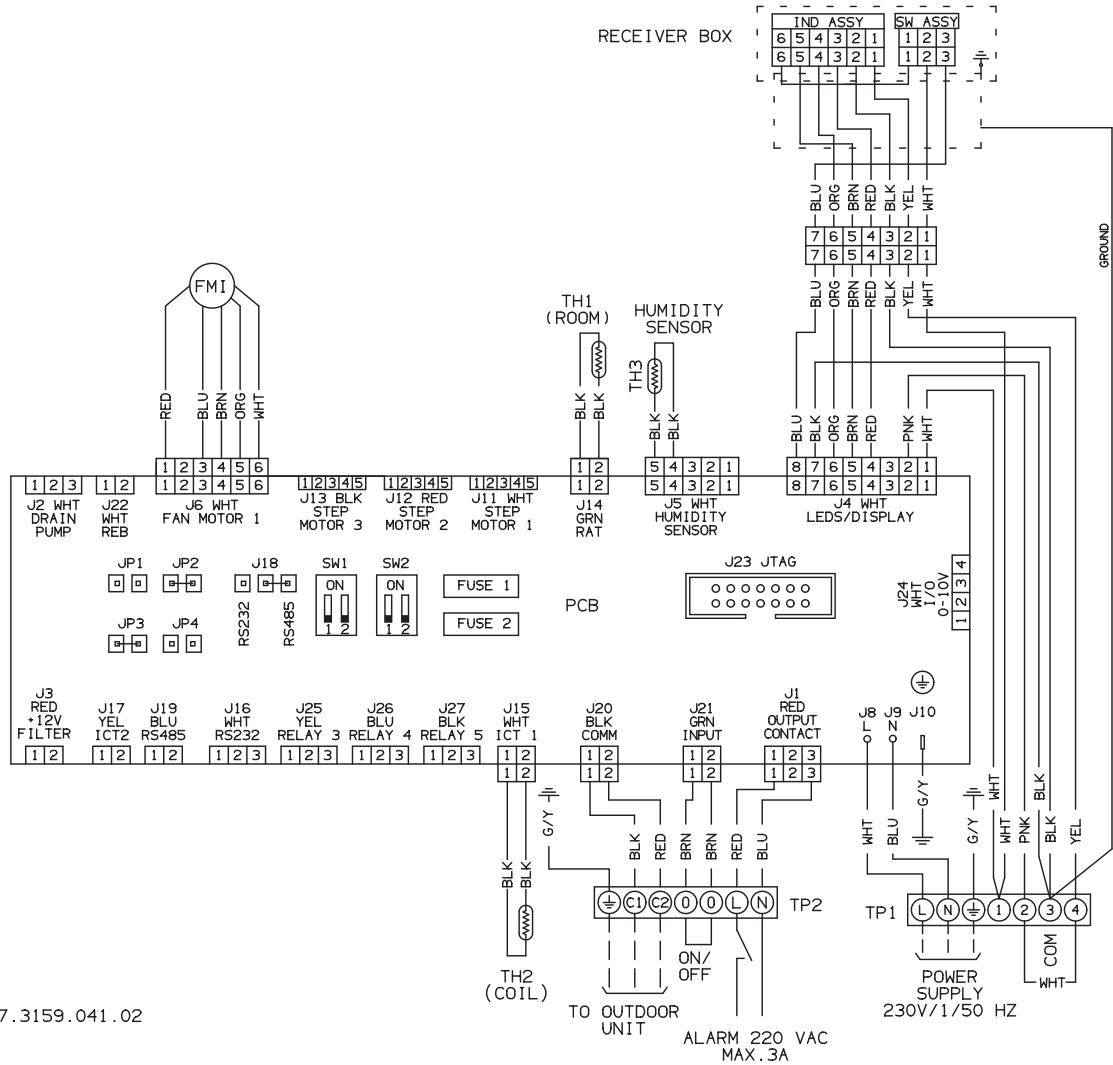 RECEIVER BOX
IND ASSY
SW ASSY
6 5 4 3 2 1
1 2 3
6 5 4 3 2 1
1 2 3
BLU ORG BRN RED BLK YEL WHT
7 6 5 4 3 2 1
7 6 5 4 3 2 1
BLU ORG BRN RED BLK YEL WHT
GROUND
FMI
RED BLU BRN ORG WHT
TH1
(ROOM)
BLK BLK
HUMIDITY
SENSOR
TH3
BLK BLK
BLU BLK ORG BRN RED PNK WHT
1 2 3
J2 WHT
DRAIN
PUMP
1 2
J22
WHT
REB
1 2 3 4 5 6
1 2 3 4 5 6
J6 WHT
FAN MOTOR 1
1 2 3 4 5
J13 BLK
STEP
MOTOR 3
1 2 3 4 5
J12 RED
STEP
MOTOR 2
1 2 3 4 5
J11 WHT
STEP
MOTOR 1
1 2
1 2
J14
GRN
RAT
5 4 3 2 1
5 4 3 2 1
J5 WHT
HUMIDITY
SENSOR
8 7 6 5 4 3 2 1
8 7 6 5 4 3 2 1
J4 WHT
LEDS/DISPLAY
JP1
JP2
J18
RS232
RS485
JP3
JP4
SW1
ON
1 2
SW2
ON
1 2
FUSE 1
FUSE 2
PCB
J23 JTAG
J24
WHT
I/O
0-10V
4
3
2
1
J3
RED
+12V
FILTER
1 2
J17
YEL
ICT2
1 2
J19
BLU
RS485
1 2
J16
WHT
RS232
1 2 3
J25
YEL
RELAY 3
1 2 3
J26
BLU
RELAY 4
1 2 3
J27
BLK
RELAY 5
1 2 3
J15
WHT
ICT 1
1 2
1 2
J20
BLK
COMM
1 2
1 2
J21
GRN
INPUT
1 2
1 2
J1
RED
OUTPUT
CONTACT
1 2 3
1 2 3
J8
L
J9
N
J10
G/Y
BLK BLK
TH2
(COIL)
G/Y BLK RED BRN BRN RED BLU
C1 C2 0 0 L N
TP2
TO OUTDOOR
UNIT
ON/
OFF
ALARM 220 VAC
MAX.3A
WHT BLU G/Y WHT WHT PNK BLK BLK YEL
TP1
L N 1 2 3 4
POWER
SUPPLY
230V/1/50 HZ
COM
WHT
7.3159.041.02